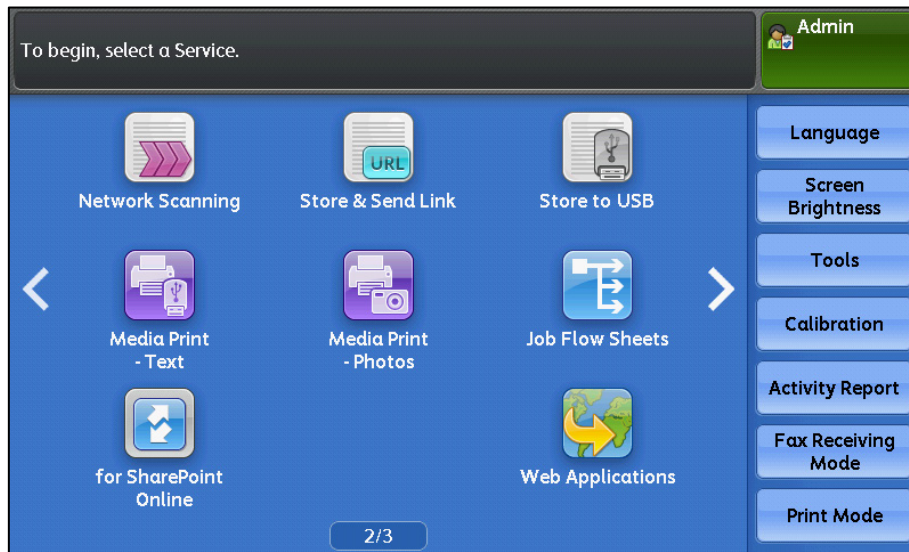 To begin, select a Service.
Admin
Network Scanning
URL
Store & Send Link
Store to USB
Media Print
- Text
Media Print
- Photos
Job Flow Sheets
for SharePoint
Online
Web Applications
2/3
Language
Screen
Brightness
Tools
Calibration
Activity Report
Fax Receiving
Mode
Print Mode